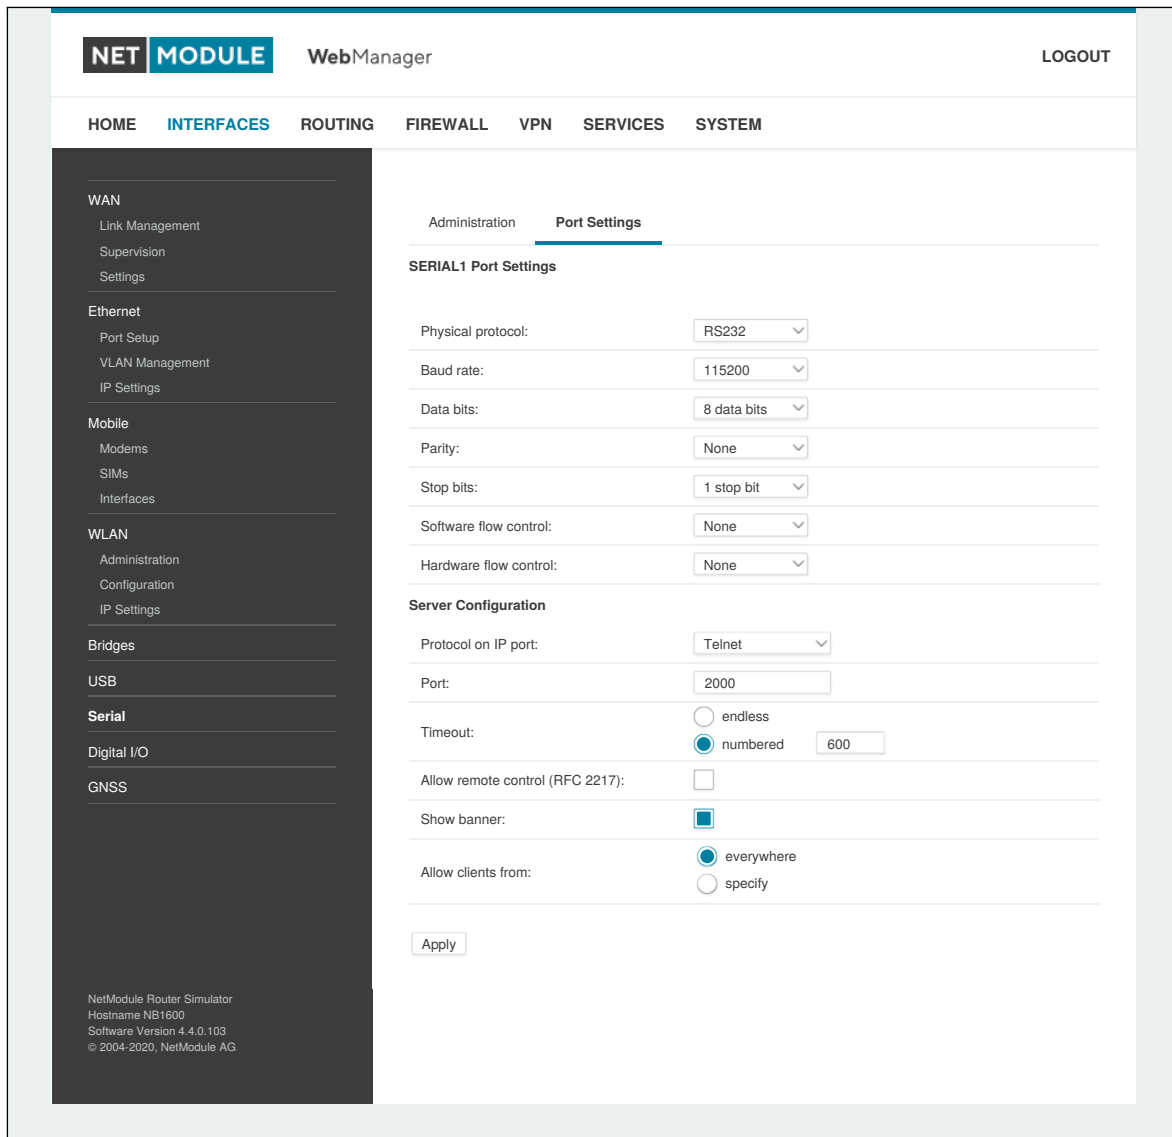 NET MODULE WebManager LOGOUT
HOME INTERFACES ROUTING FIREWALL VPN SERVICES SYSTEM
WAN
Link Management
Supervision
Settings
Ethernet
Port Setup
VLAN Management
IP Settings
Mobile
Modems
SIMs
Interfaces
WLAN
Administration
Configuration
IP Settings
Bridges
USB
Serial
Digital I/O
GNSS
NetModule Router Simulator
Hostname NB1600
Software Version 4.4.0.103
© 2004-2020, NetModule AG
Administration Port Settings
SERIAL1 Port Settings
Physical protocol: RS232
Baud rate: 115200
Data bits: 8 data bits
Parity: None
Stop bits: 1 stop bit
Software flow control: None
Hardware flow control: None
Server Configuration
Protocol on IP port: Telnet
Port: 2000
Timeout:
endless
numbered 600
Allow remote control (RFC 2217):
Show banner:
Allow clients from:
everywhere
specify
Apply